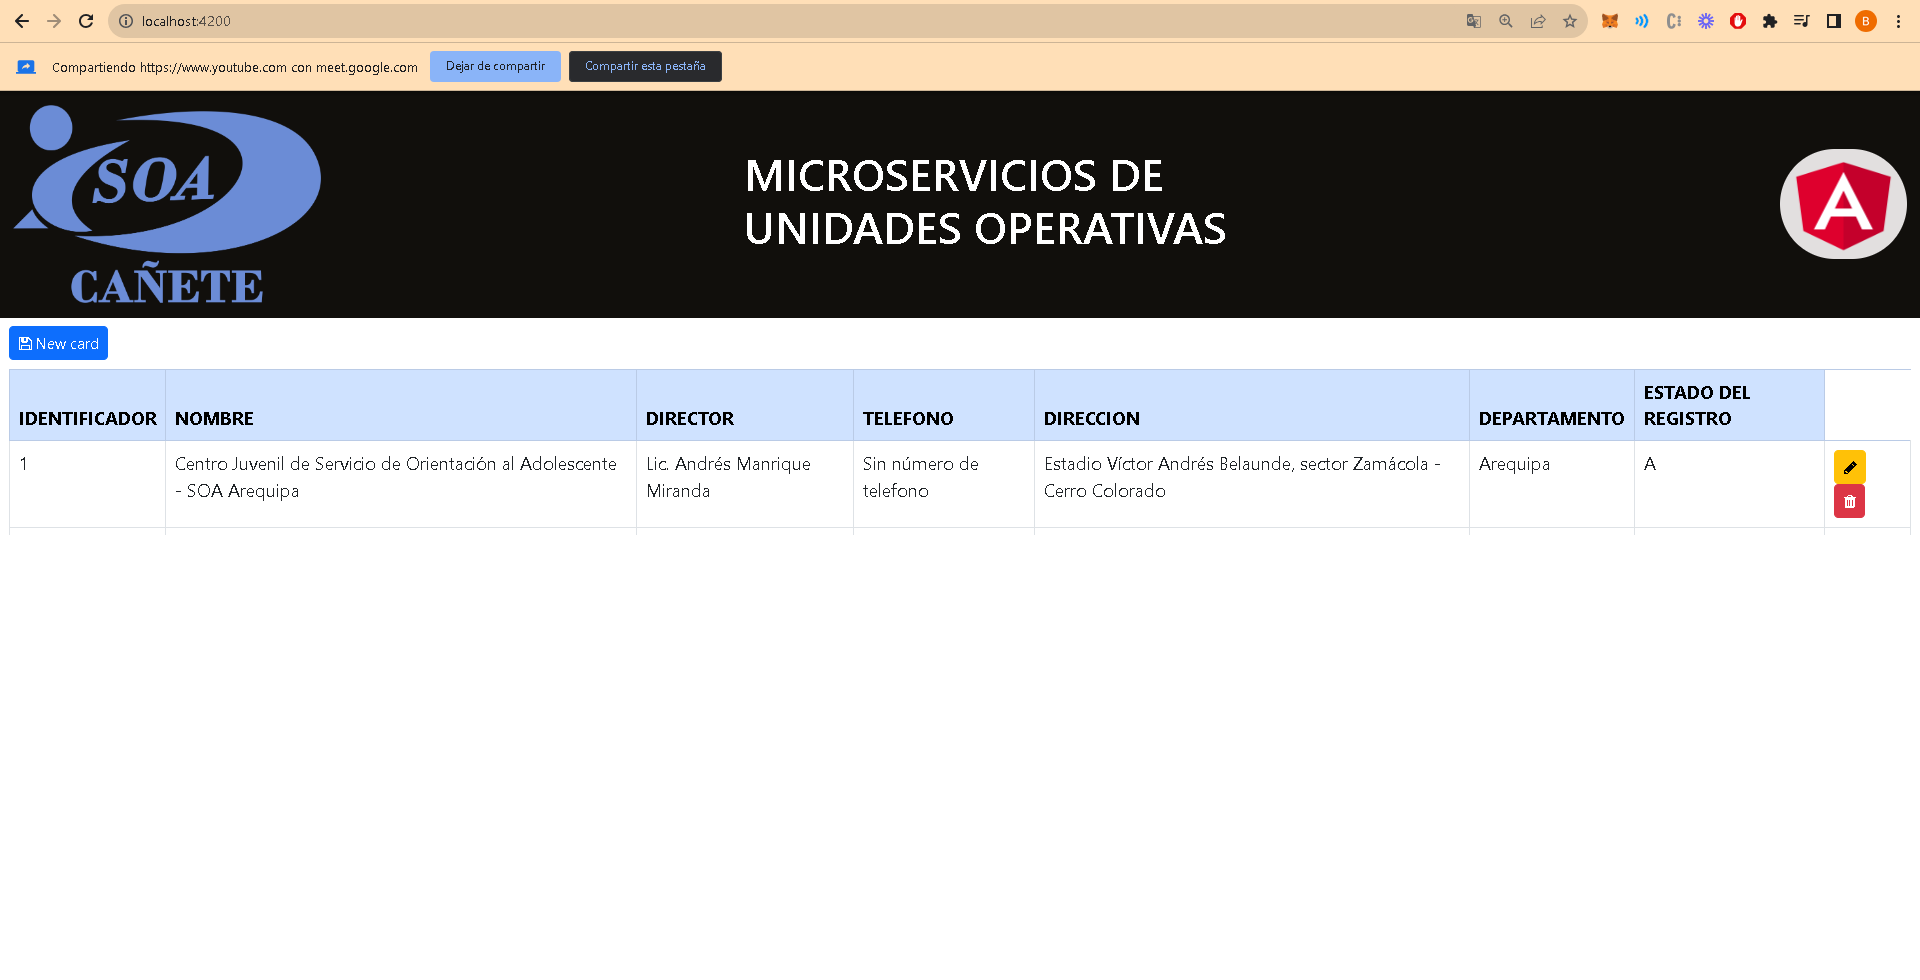 localhost:4200
B
Compartiendo https://www.youtube.com con meet.google.com
Dejar de compartir
Compartir esta pestaña
SOA
CAÑETE
MICROSERVICIOS DE
UNIDADES OPERATIVAS
A
New card
IDENTIFICADOR NOMBRE DIRECTOR TELEFONO DIRECCION DEPARTAMENTO ESTADO DEL
REGISTRO
1 Centro Juvenil de Servicio de Orientación al Adolescente Lic. Andrés Manrique Sin número de Estadio Víctor Andrés Belaunde, sector Zamácola - Arequipa A
- SOA Arequipa Miranda telefono Cerro Colorado